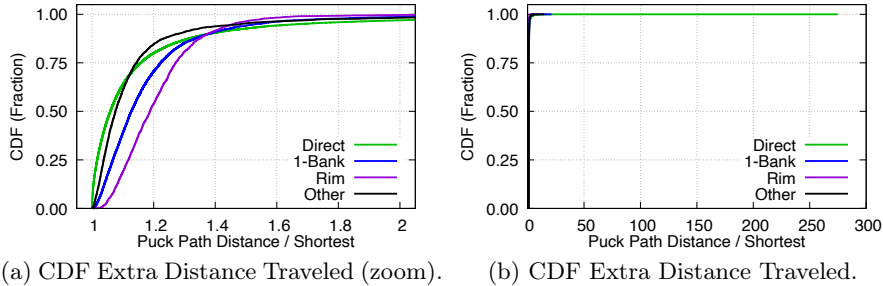 1.00
0.75
0.50
0.25
0.00
CDF (Fraction)
Direct
1-Bank
Rim
Other
1 1.2 1.4 1.6 1.8 2
Puck Path Distance / Shortest
(a) CDF Extra Distance Traveled (zoom).
1.00
0.75
0.50
0.25
0.00
CDF (Fraction)
Direct
1-Bank
Rim
Other
0 50 100 150 200 250 300
Puck Path Distance / Shortest
(b) CDF Extra Distance Traveled.